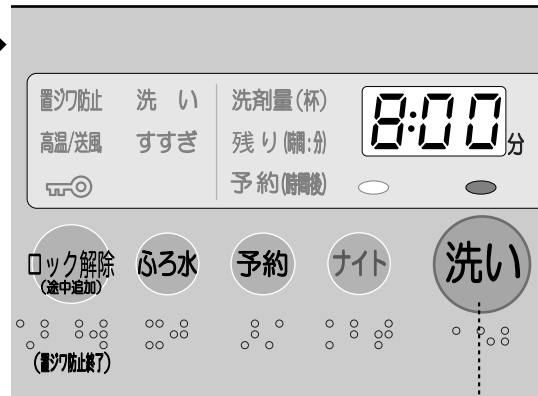 置ジワ防止 洗い 洗剤量(杯) 8:00分
高温/送風 すすぎ 残り(時間:分)
予約(時間後)
ロック解除 ふろ水 予約 ナイト 洗い
(途中追加)
(置ジワ防止終了)